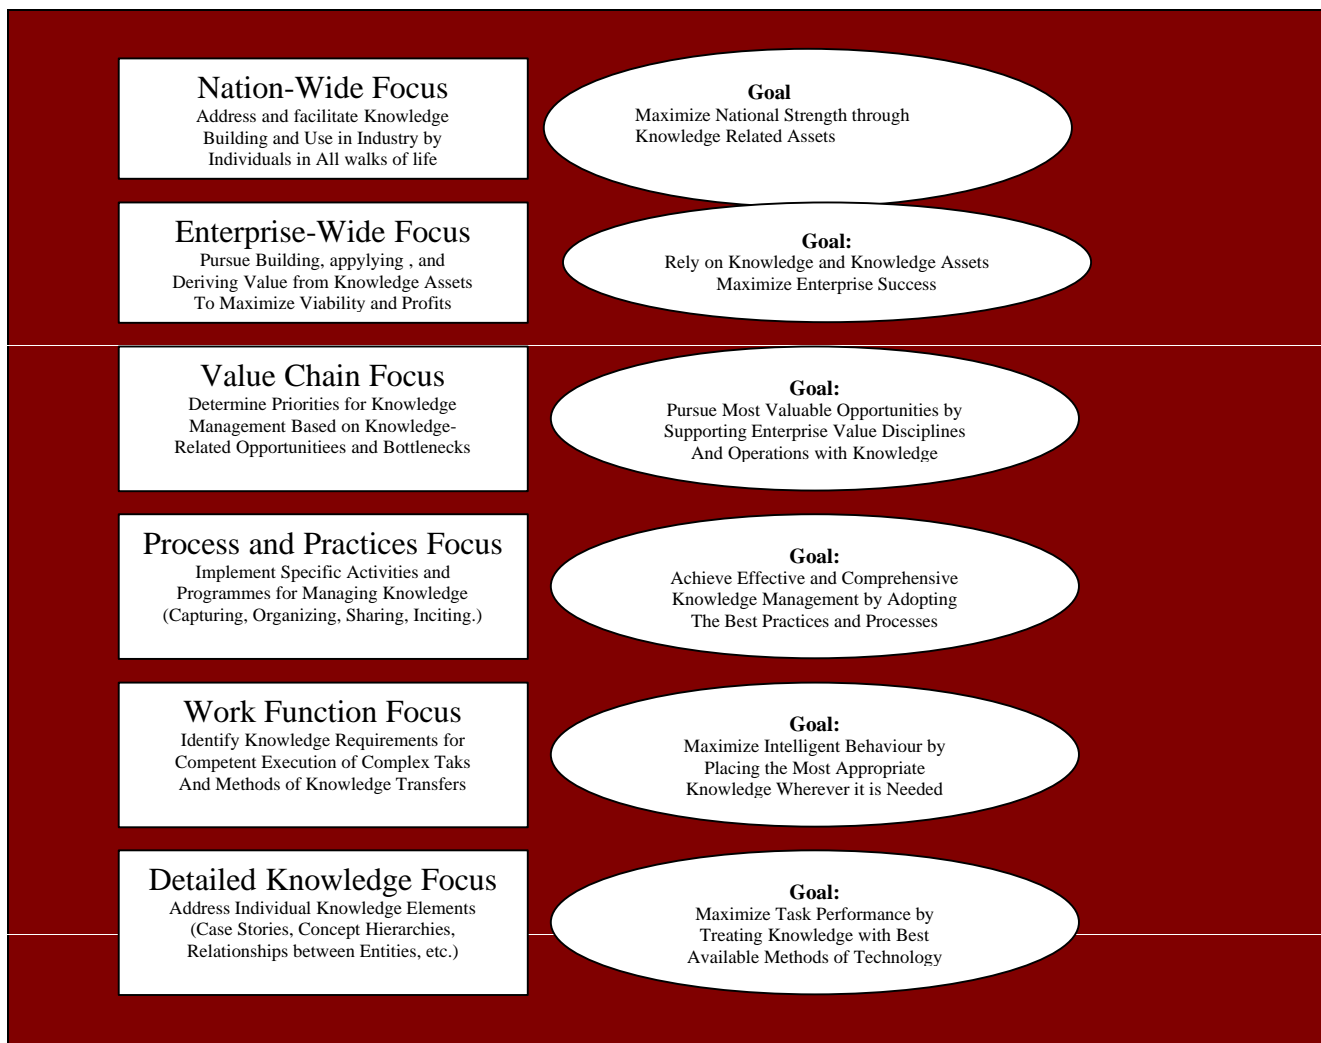 Nation-Wide Focus
Address and facilitate Knowledge
Building and Use in Industry by
Individuals in All walks of life
Goal
Maximize National Strength through
Knowledge Related Assets
Enterprise-Wide Focus
Pursue Building, appylying , and
Deriving Value from Knowledge Assets
To Maximize Viability and Profits
Goal:
Rely on Knowledge and Knowledge Assets
Maximize Enterprise Success
Value Chain Focus
Determine Priorities for Knowledge
Management Based on Knowledge-
Related Opportunitiees and Bottlenecks
Goal:
Pursue Most Valuable Opportunities by
Supporting Enterprise Value Disciplines
And Operations with Knowledge
Process and Practices Focus
Implement Specific Activities and
Programmes for Managing Knowledge
(Capturing, Organizing, Sharing, Inciting.)
Goal:
Achieve Effective and Comprehensive
Knowledge Management by Adopting
The Best Practices and Processes
Work Function Focus
Identify Knowledge Requirements for
Competent Execution of Complex Taks
And Methods of Knowledge Transfers
Goal:
Maximize Intelligent Behaviour by
Placing the Most Appropriate
Knowledge Wherever it is Needed
Detailed Knowledge Focus
Address Individual Knowledge Elements
(Case Stories, Concept Hierarchies,
Relationships between Entities, etc.)
Goal:
Maximize Task Performance by
Treating Knowledge with Best
Available Methods of Technology